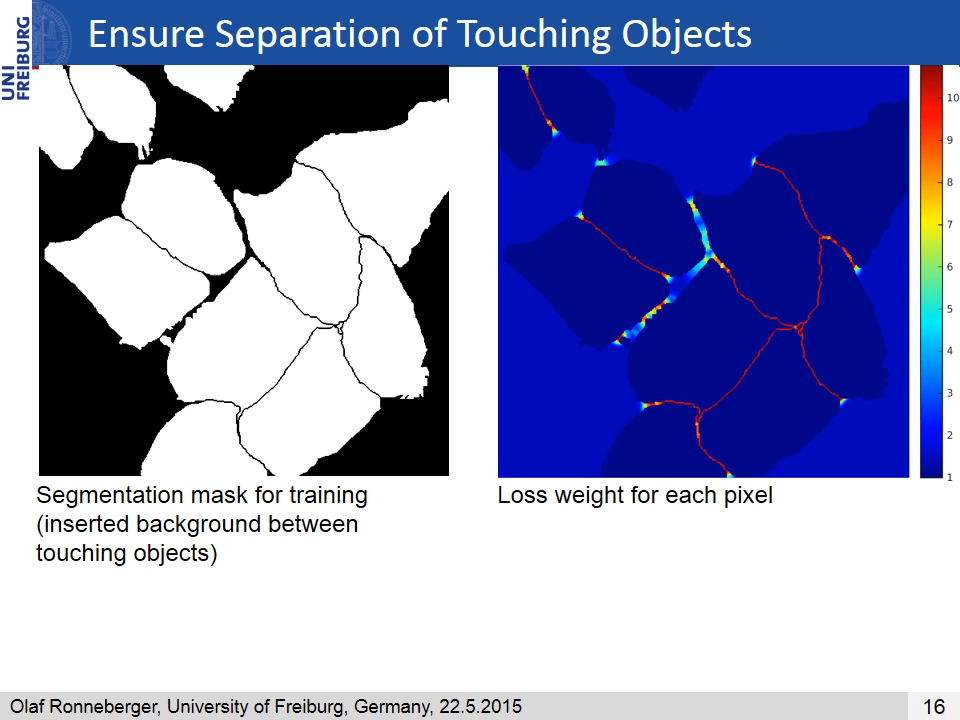 Ensure Separation of Touching Objects
UNI
FREIBURG
10
9
8
7
6
5
4
3
2
1
Segmentation mask for training
(inserted background between
touching objects)
Loss weight for each pixel
Olaf Ronneberger, University of Freiburg, Germany, 22.5.2015
16